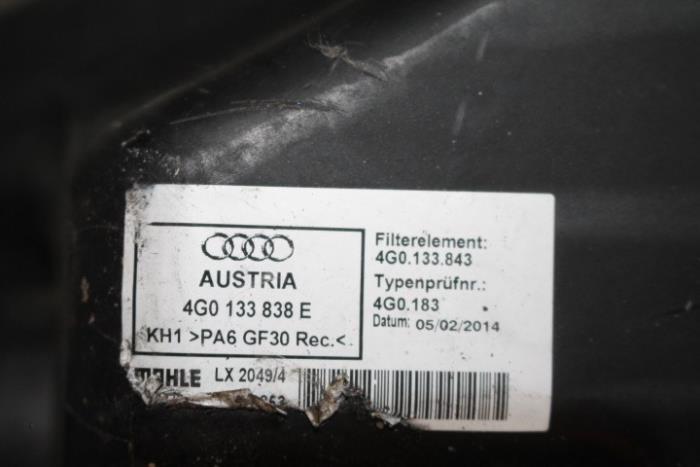 AUSTRIA
4G0 133 838 E
KH1 >PA6 GF30 Rec.<
Filterelement:
4G0.133.843
Typenprüfnr.:
4G0.183
Datum: 05/02/2014
MAHLE LX 2049/4